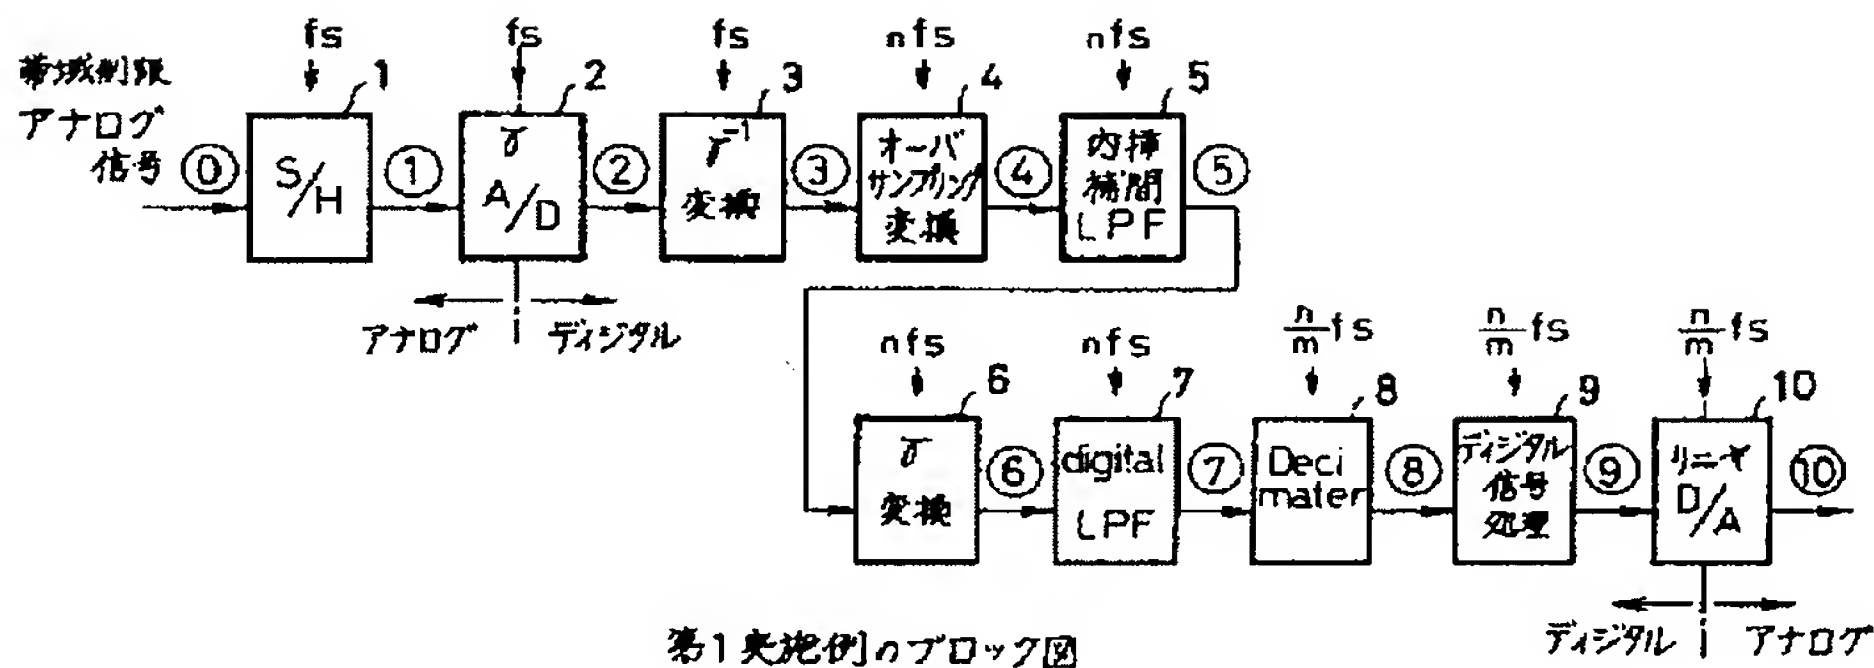 fs
fs
fs
nfs
nfs
帯域制限
アナログ
信号
1
2
3
4
5
⓪
S/H
①
γ
A/D
②
γ⁻¹
変換
③
オーバ
サンプリング
変換
④
内挿
補間
LPF
⑤
アナログ
ディジタル
nfs
nfs
n/m fs
n/m fs
n/m fs
6
7
8
9
10
γ
変換
⑥
digital
LPF
⑦
Deci
mater
⑧
ディジタル
信号
処理
⑨
リニヤ
D/A
⑩
ディジタル
アナログ
第1実施例のブロック図